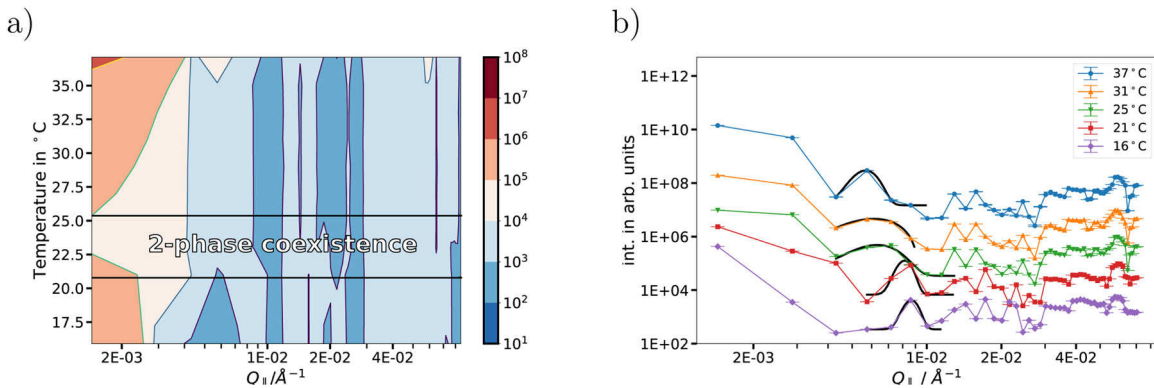 a)
b)
Temperature in °C
35.0
32.5
30.0
27.5
25.0
22.5
20.0
17.5
2-phase coexistence
2E-03
1E-02
2E-02
4E-02
Q∥/Å⁻¹
10⁸
10⁷
10⁶
10⁵
10⁴
10³
10²
10¹
int. in arb. units
1E+12
1E+10
1E+08
1E+06
1E+04
1E+02
37°C
31°C
25°C
21°C
16°C
2E-03
1E-02
2E-02
4E-02
Q∥ / Å⁻¹